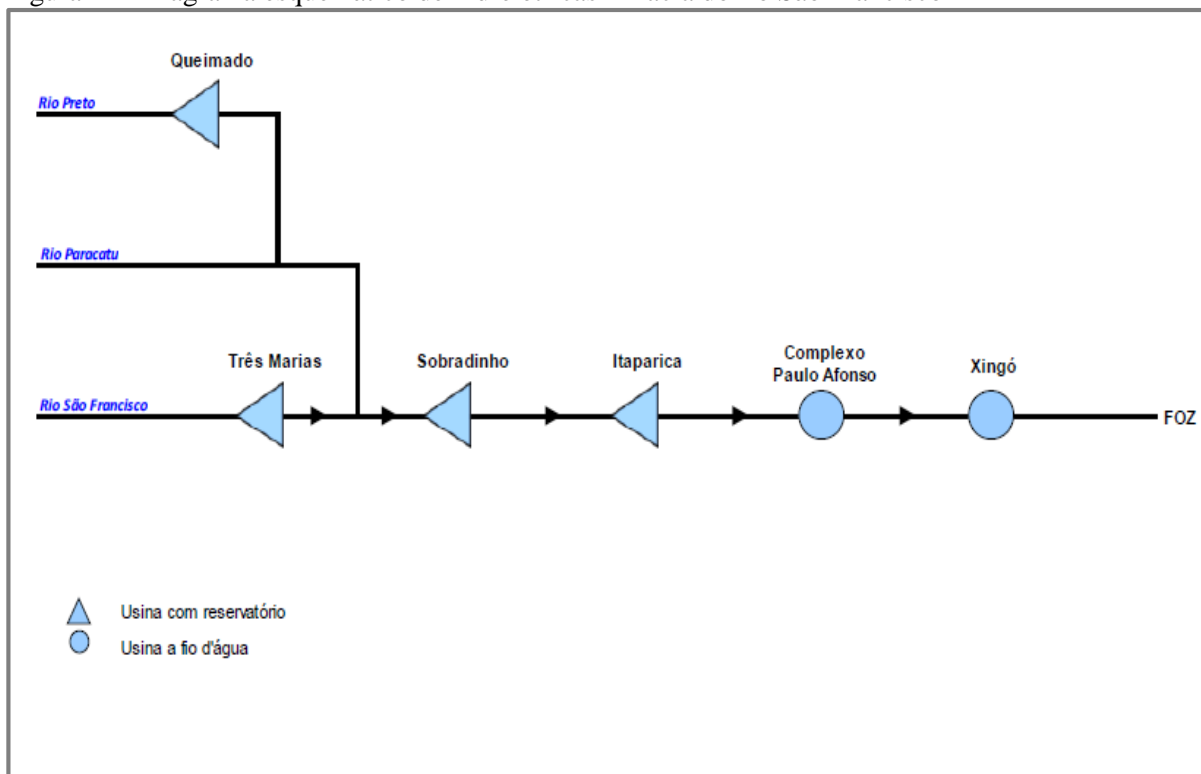 Queimado
Rio Preto
Rio Paracatu
Três Marias
Sobradinho
Itaparica
Complexo
Paulo Afonso
Xingó
Rio São Francisco
FOZ
Usina com reservatório
Usina a fio d'água